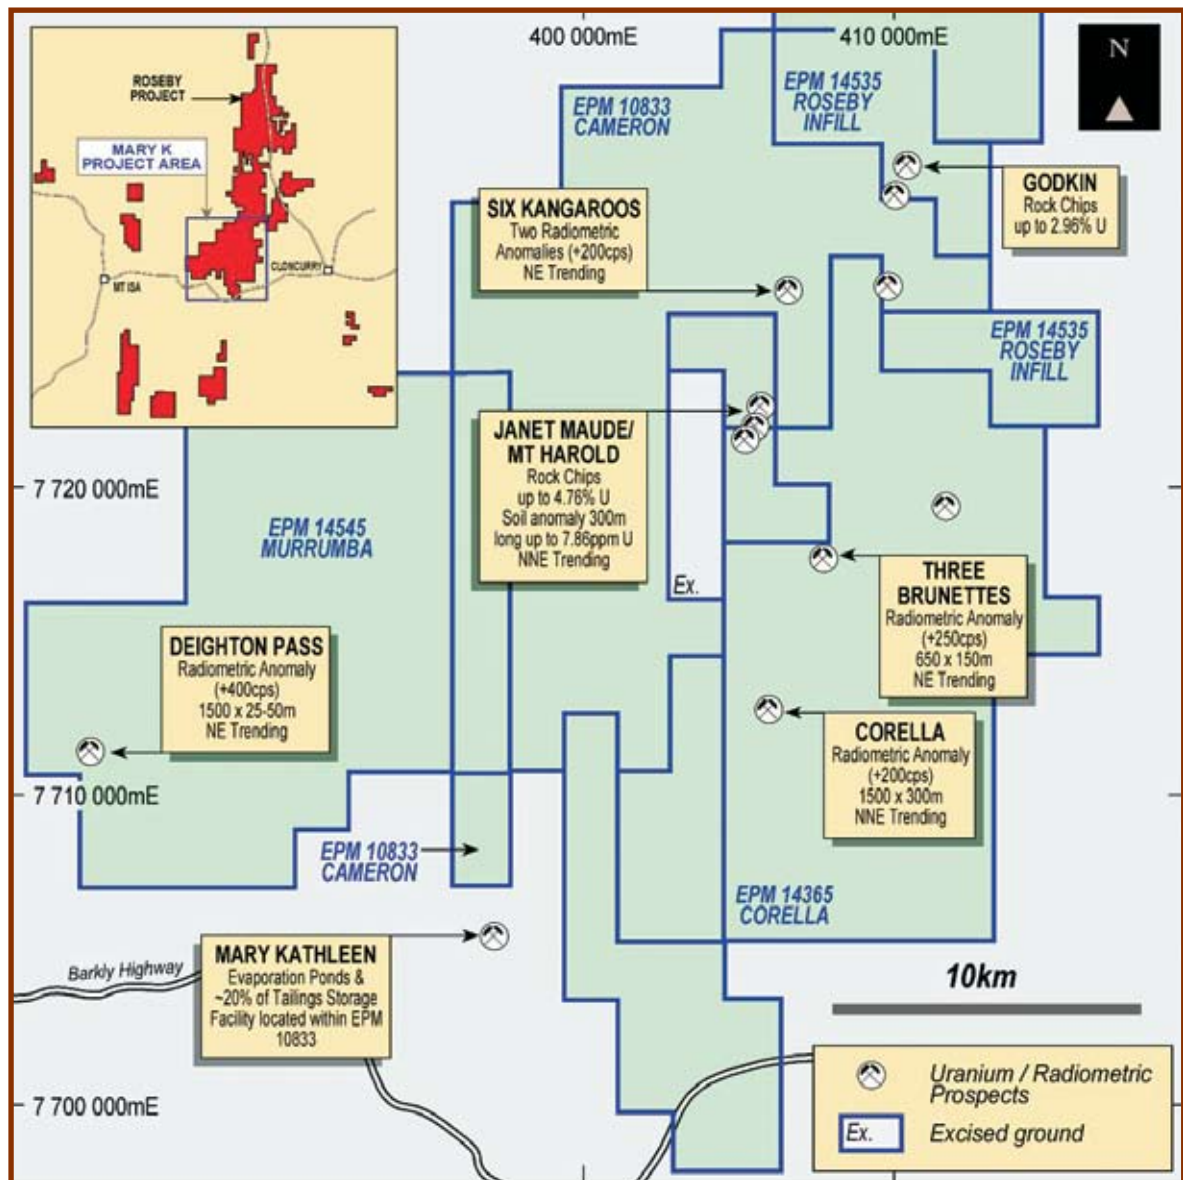 400 000mE
410 000mE
N
ROSEBY
PROJECT
MARY K
PROJECT AREA
CLONCURRY
MT ISA
EPM 10833
CAMERON
EPM 14535
ROSEBY
INFILL
GODKIN
Rock Chips
up to 2.96% U
SIX KANGAROOS
Two Radiometric
Anomalies (+200cps)
NE Trending
EPM 14535
ROSEBY
INFILL
JANET MAUDE/
MT HAROLD
Rock Chips
up to 4.76% U
Soil anomaly 300m
long up to 7.86ppm U
NNE Trending
7 720 000mE
EPM 14545
MURRUMBA
Ex.
THREE
BRUNETTES
Radiometric Anomaly
(+250cps)
650 x 150m
NE Trending
DEIGHTON PASS
Radiometric Anomaly
(+400cps)
1500 x 25-50m
NE Trending
CORELLA
Radiometric Anomaly
(+200cps)
1500 x 300m
NNE Trending
7 710 000mE
EPM 10833
CAMERON
EPM 14365
CORELLA
MARY KATHLEEN
Evaporation Ponds &
~20% of Tailings Storage
Facility located within EPM
10833
Barkly Highway
10km
7 700 000mE
Uranium / Radiometric
Prospects
Ex.
Excised ground